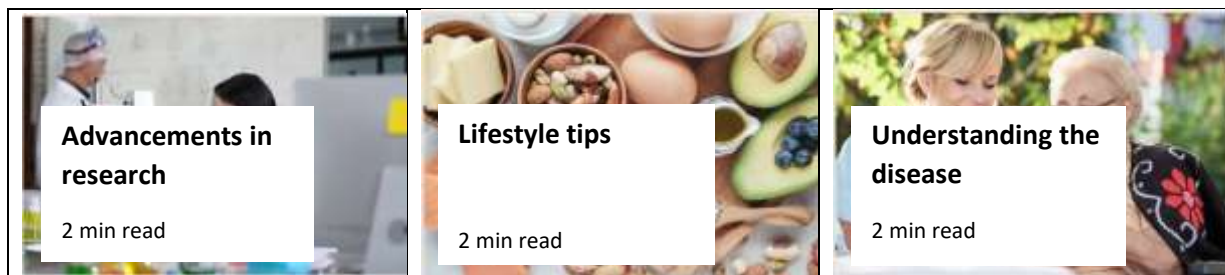 Advancements in
research
2 min read
Lifestyle tips
2 min read
Understanding the
disease
2 min read